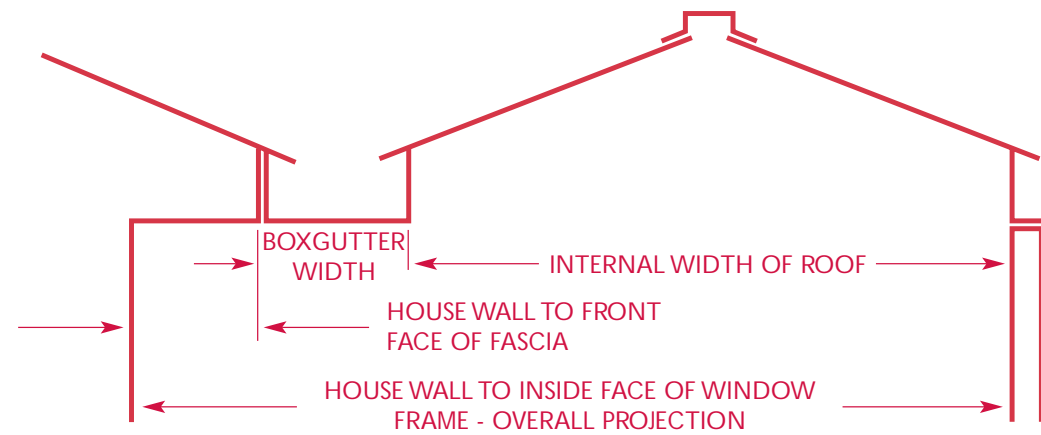 BOXGUTTER
WIDTH
INTERNAL WIDTH OF ROOF
HOUSE WALL TO FRONT
FACE OF FASCIA
HOUSE WALL TO INSIDE FACE OF WINDOW
FRAME - OVERALL PROJECTION